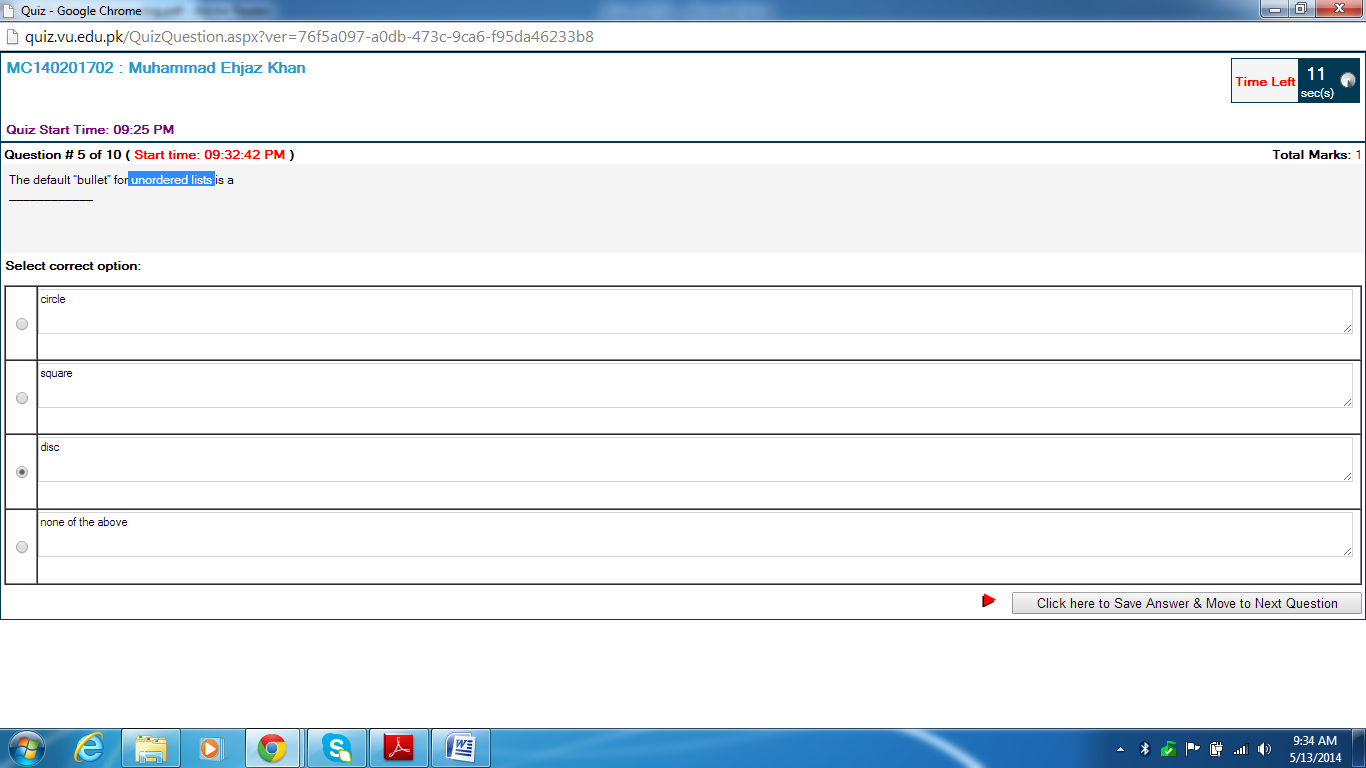 Quiz - Google Chrome
quiz.vu.edu.pk/QuizQuestion.aspx?ver=76f5a097-a0db-473c-9ca6-f95da46233b8
MC140201702 : Muhammad Ehjaz Khan
Time Left 11 sec(s)
Quiz Start Time: 09:25 PM
Question # 5 of 10 ( Start time: 09:32:42 PM ) Total Marks: 1
The default "bullet" for unordered lists is a
____________
Select correct option:
circle
square
disc
none of the above
Click here to Save Answer & Move to Next Question
9:34 AM
5/13/2014